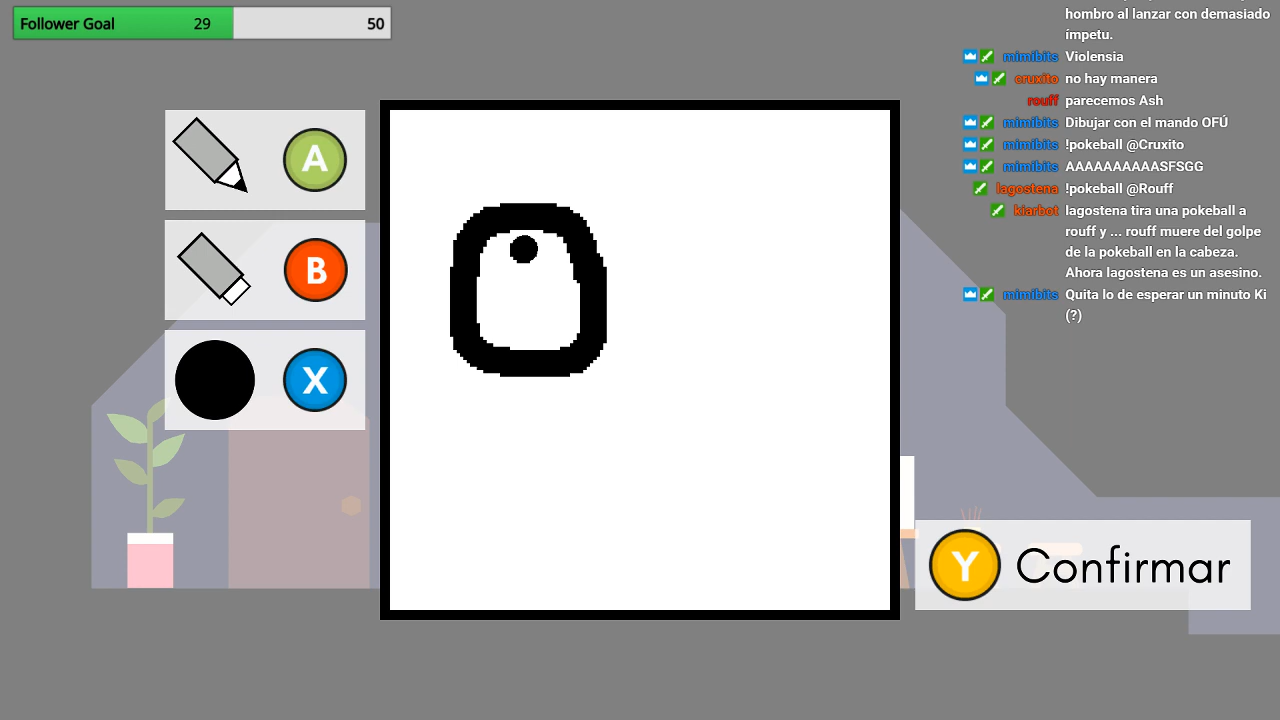 Follower Goal 29 50
hombro al lanzar con demasiado
ímpetu.
mimibits Violensia
cruxito no hay manera
rouff parecemos Ash
mimibits Dibujar con el mando OFÚ
mimibits !pokeball @Cruxito
mimibits AAAAAAAAAASFSGG
lagostena !pokeball @Rouff
kiarbot lagostena tira una pokeball a
rouff y ... rouff muere del golpe
de la pokeball en la cabeza.
Ahora lagostena es un asesino.
mimibits Quita lo de esperar un minuto Ki
(?)
A
B
X
Y Confirmar